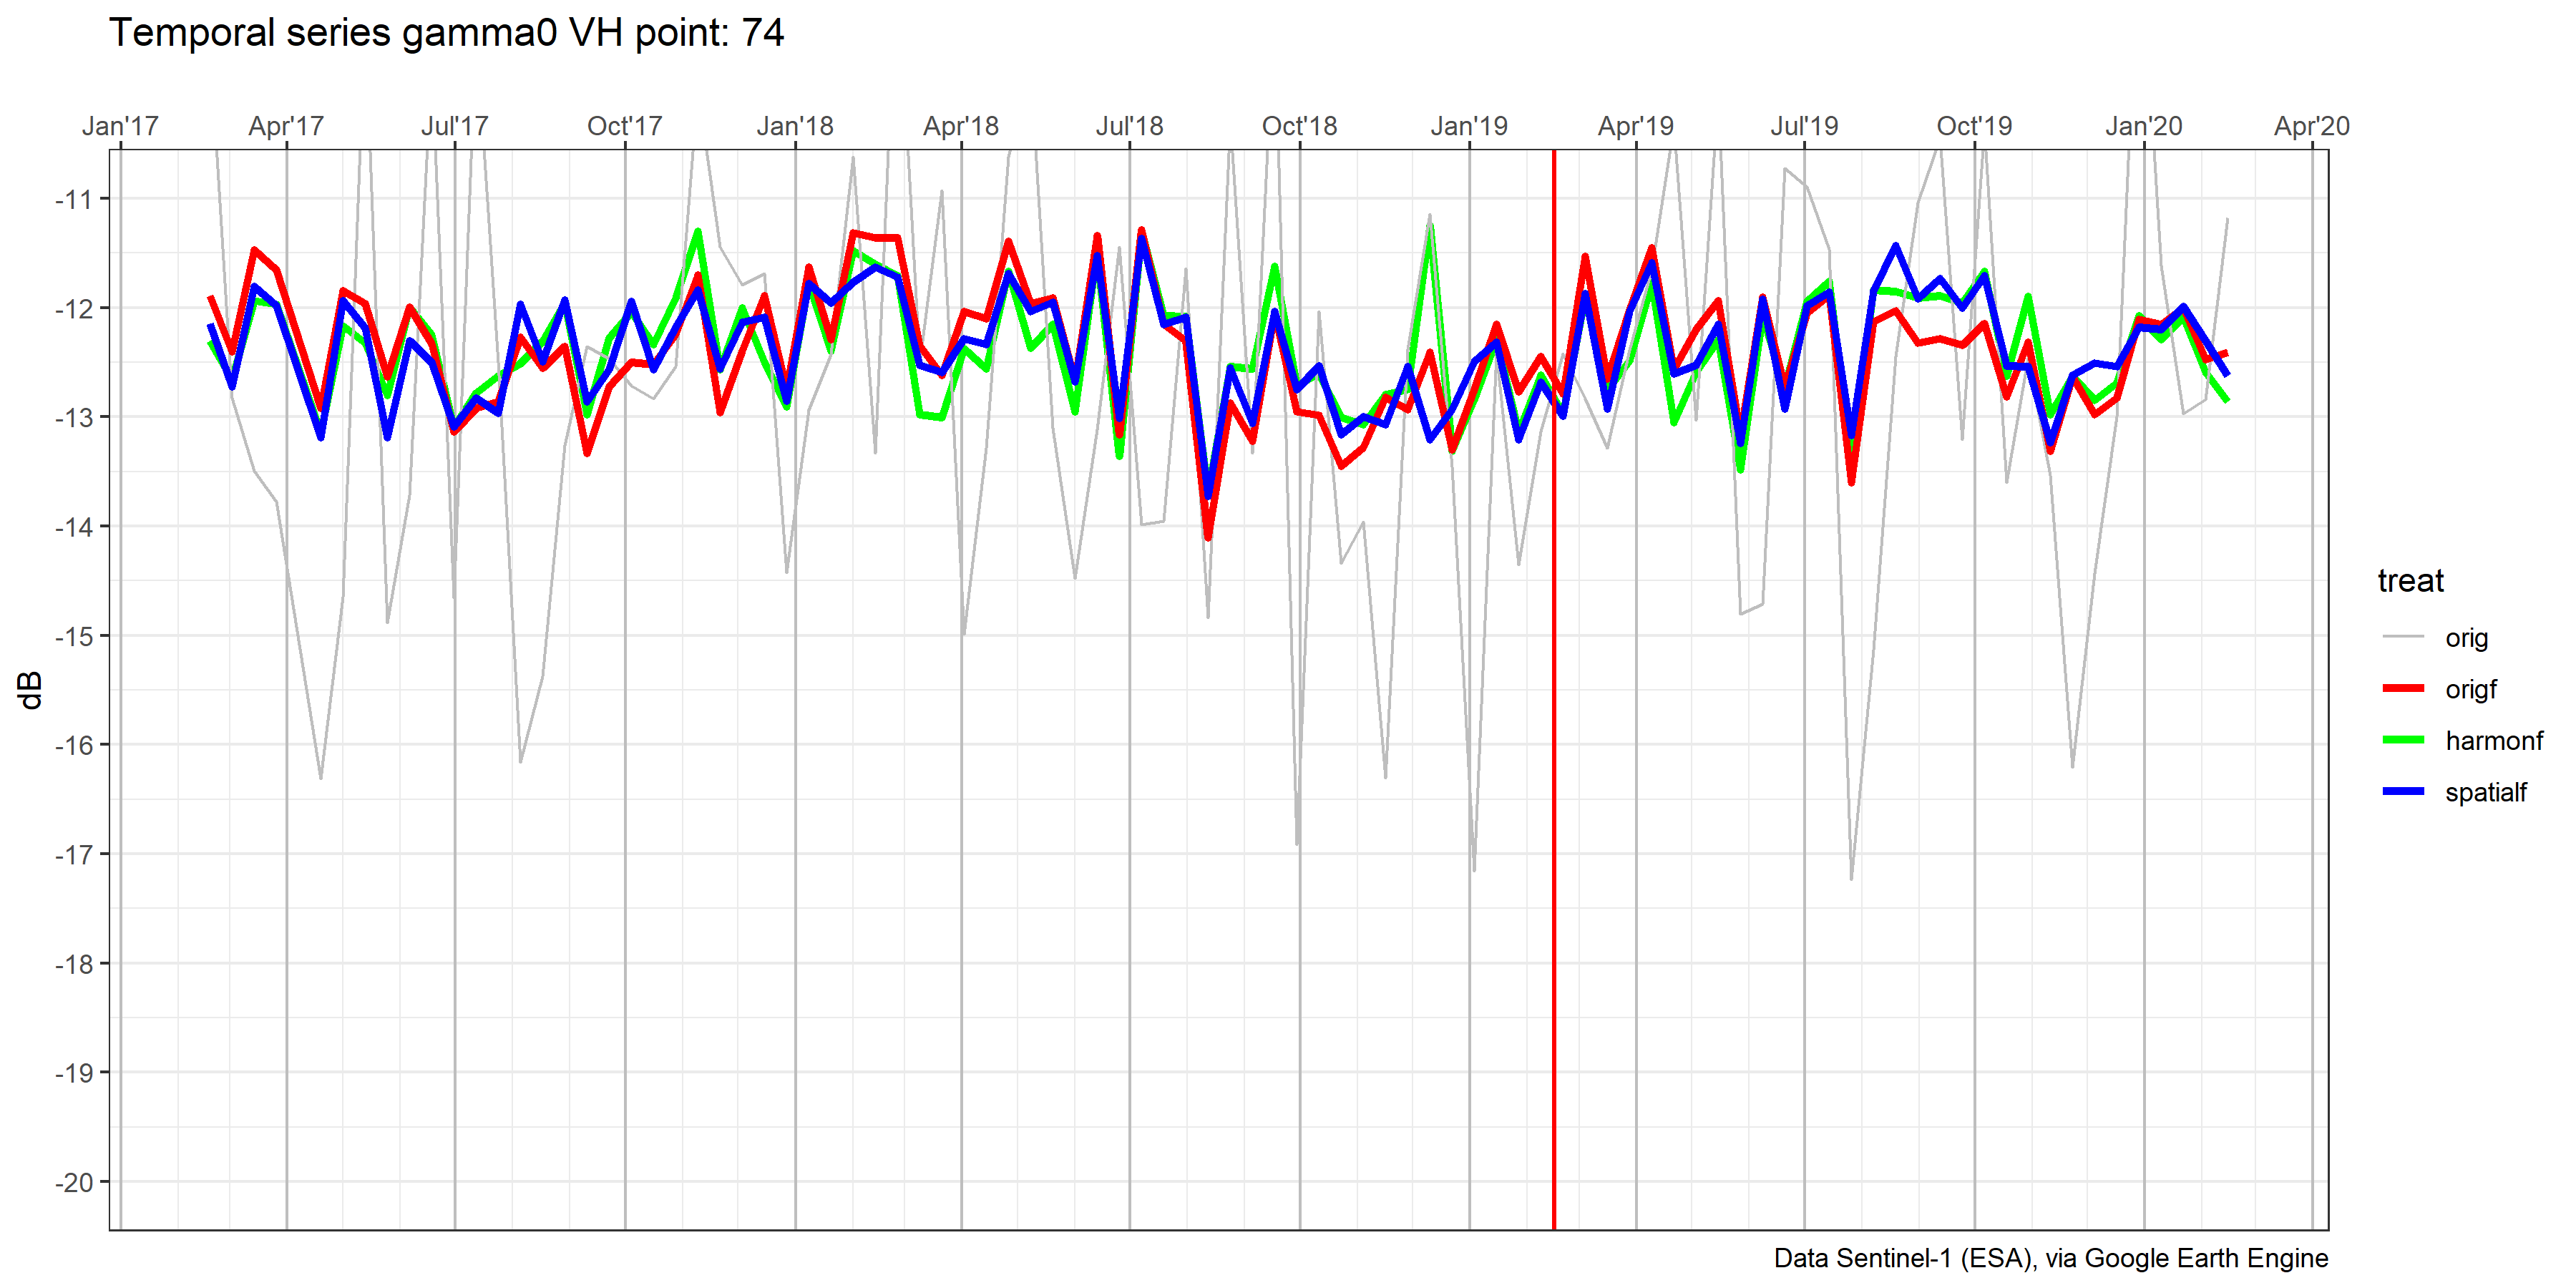 Temporal series gamma0 VH point: 74
Jan'17 Apr'17 Jul'17 Oct'17 Jan'18 Apr'18 Jul'18 Oct'18 Jan'19 Apr'19 Jul'19 Oct'19 Jan'20 Apr'20
-11
-12
-13
-14
-15
-16
-17
-18
-19
-20
dB
treat
orig
origf
harmonf
spatialf
Data Sentinel-1 (ESA), via Google Earth Engine